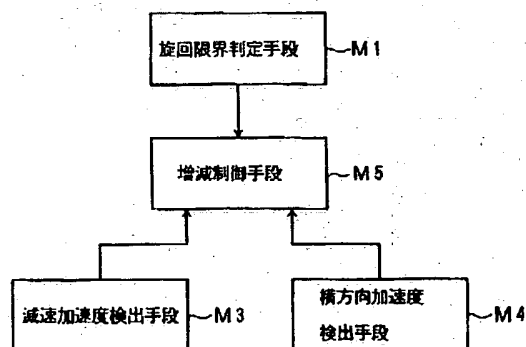 旋回限界判定手段 M1
増減制御手段 M5
減速加速度検出手段 M3
横方向加速度
検出手段 M4